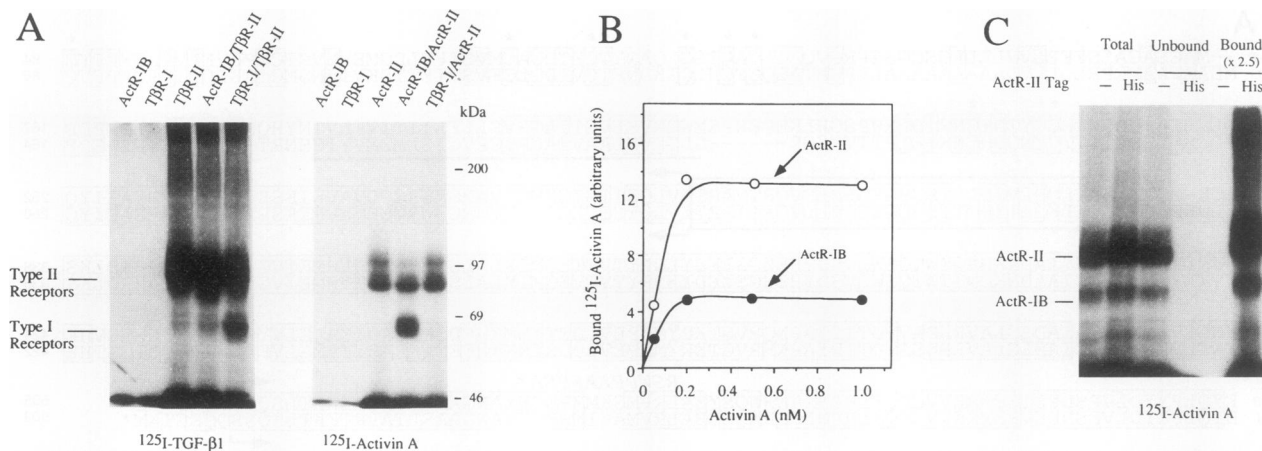 A
ActR-IB
TβR-I
TβR-II
ActR-IB/TβR-II
TβR-I/TβR-II
ActR-IB
TβR-I
ActR-II
ActR-IB/ActR-II
TβR-I/ActR-II
kDa
– 200
– 97
– 69
– 46
Type II
Receptors
Type I
Receptors
125I-TGF-β1
125I-Activin A
B
Bound 125I-Activin A (arbitrary units)
16
12
8
4
0
0 0.2 0.4 0.6 0.8 1.0
Activin A (nM)
ActR-II
ActR-IB
C
Total Unbound Bound
(x 2.5)
ActR-II Tag – His – His – His
ActR-II –
ActR-IB –
125I-Activin A